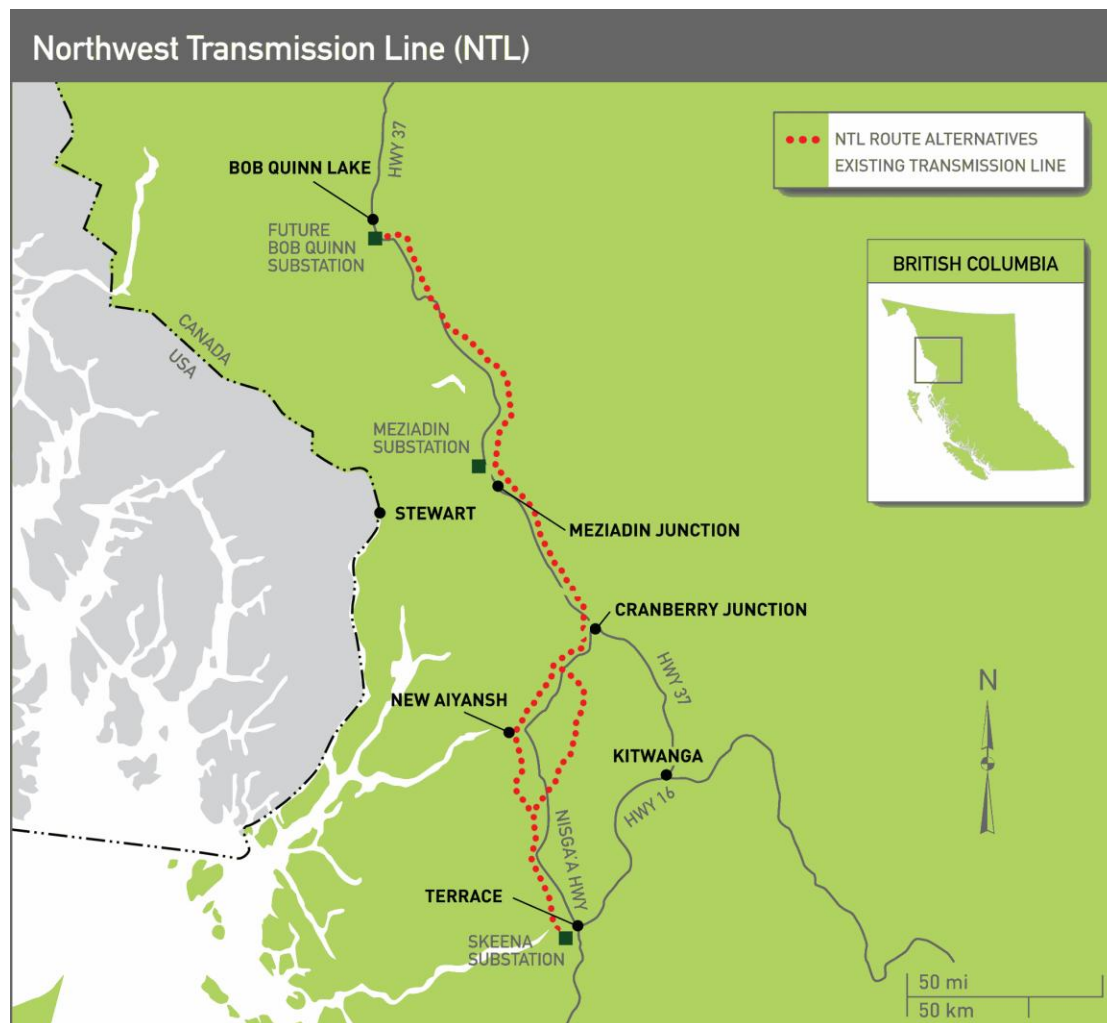 Northwest Transmission Line (NTL)
HWY 37
NTL ROUTE ALTERNATIVES
EXISTING TRANSMISSION LINE
BOB QUINN LAKE
FUTURE
BOB QUINN
SUBSTATION
BRITISH COLUMBIA
CANADA
USA
MEZIADIN
SUBSTATION
STEWART
MEZIADIN JUNCTION
CRANBERRY JUNCTION
HWY 37
NEW AIYANSH
N
KITWANGA
HWY 16
NISGA'A HWY
TERRACE
SKEENA
SUBSTATION
50 mi
50 km